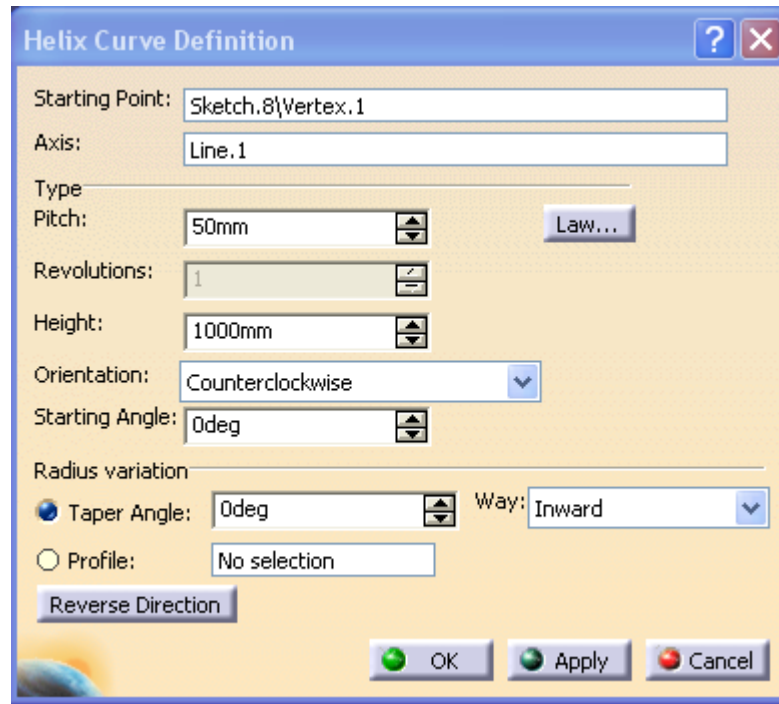 Helix Curve Definition
?
Starting Point: Sketch.8\Vertex.1
Axis: Line.1
Type
Pitch: 50mm Law...
Revolutions: 1
Height: 1000mm
Orientation: Counterclockwise
Starting Angle: 0deg
Radius variation
Taper Angle: 0deg Way: Inward
Profile: No selection
Reverse Direction
OK Apply Cancel